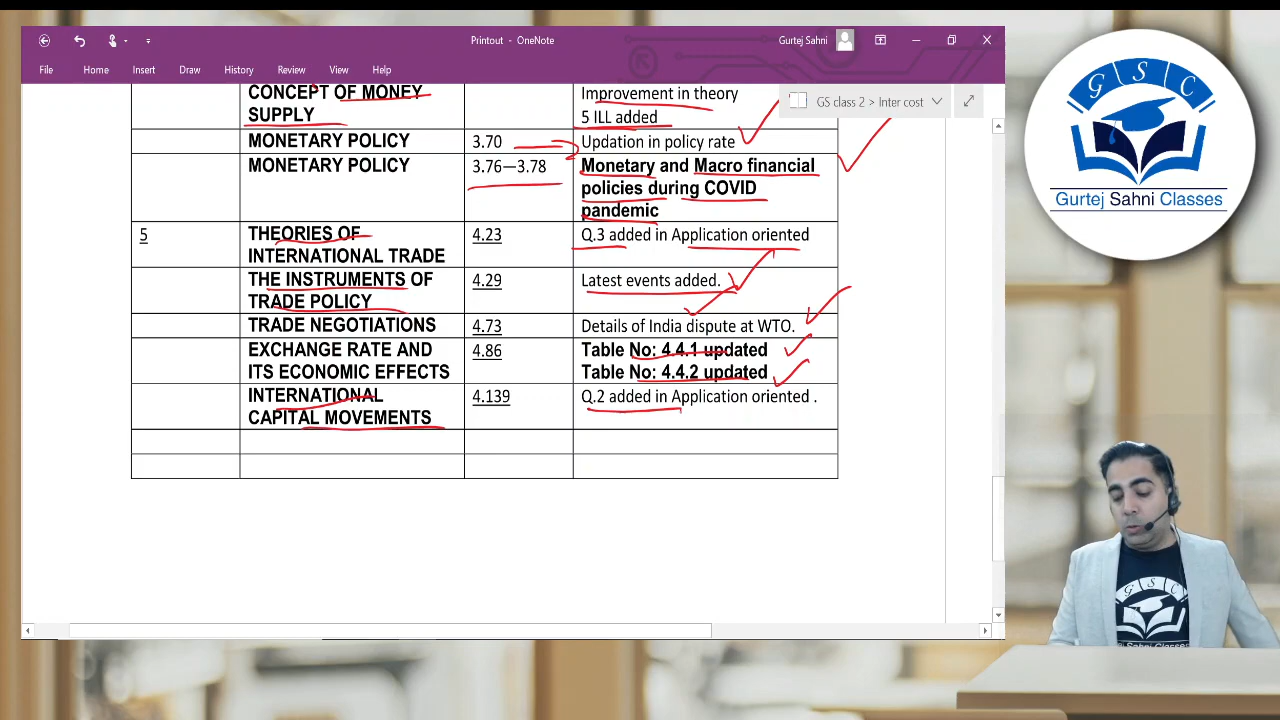 Printout - OneNote
Gurtej Sahni
File Home Insert Draw History Review View Help
GS class 2 > Inter cost
CONCEPT OF MONEY
SUPPLY
Improvement in theory
5 ILL added
MONETARY POLICY 3.70 Updation in policy rate
MONETARY POLICY 3.76—3.78 Monetary and Macro financial
policies during COVID
pandemic
5 THEORIES OF 4.23 Q.3 added in Application oriented
INTERNATIONAL TRADE
THE INSTRUMENTS OF 4.29 Latest events added.
TRADE POLICY
TRADE NEGOTIATIONS 4.73 Details of India dispute at WTO.
EXCHANGE RATE AND 4.86 Table No: 4.4.1 updated
ITS ECONOMIC EFFECTS Table No: 4.4.2 updated
INTERNATIONAL 4.139 Q.2 added in Application oriented .
CAPITAL MOVEMENTS
G S C
Gurtej Sahni Classes
G S C